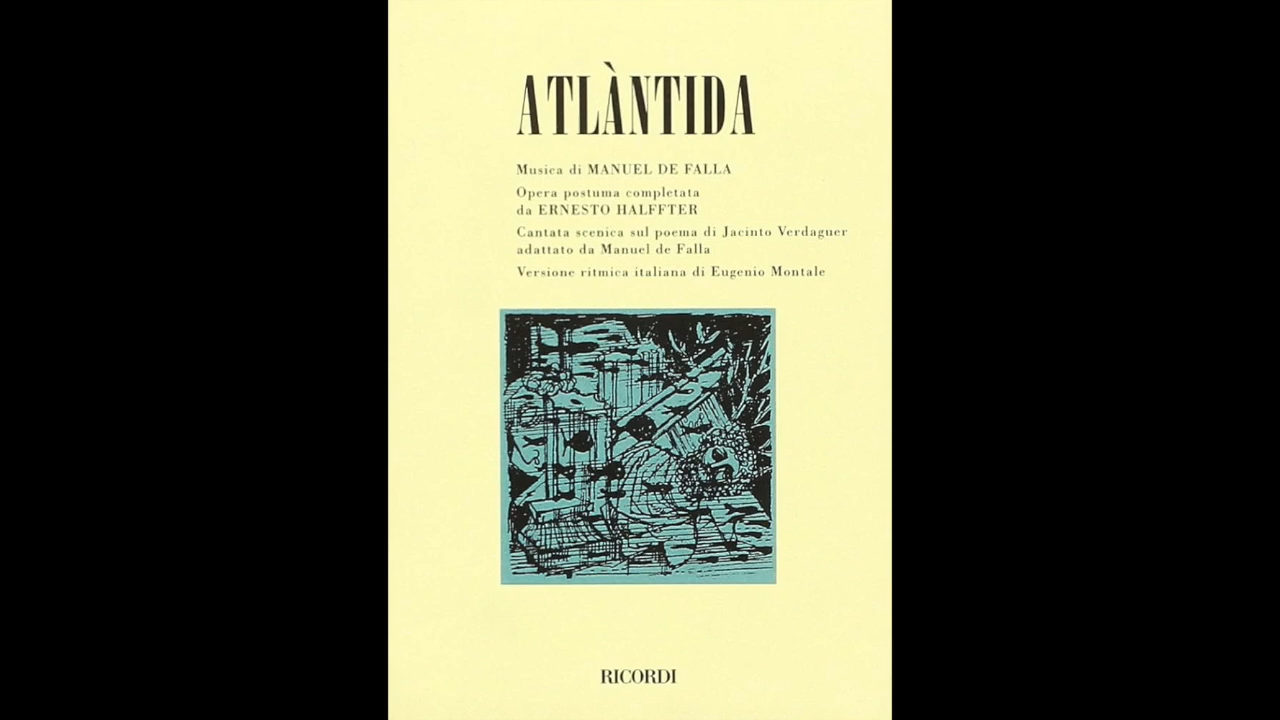 ATLÀNTIDA
Musica di MANUEL DE FALLA
Opera postuma completata
da ERNESTO HALFFTER
Cantata scenica sul poema di Jacinto Verdaguer
adattato da Manuel de Falla
Versione ritmica italiana di Eugenio Montale
RICORDI